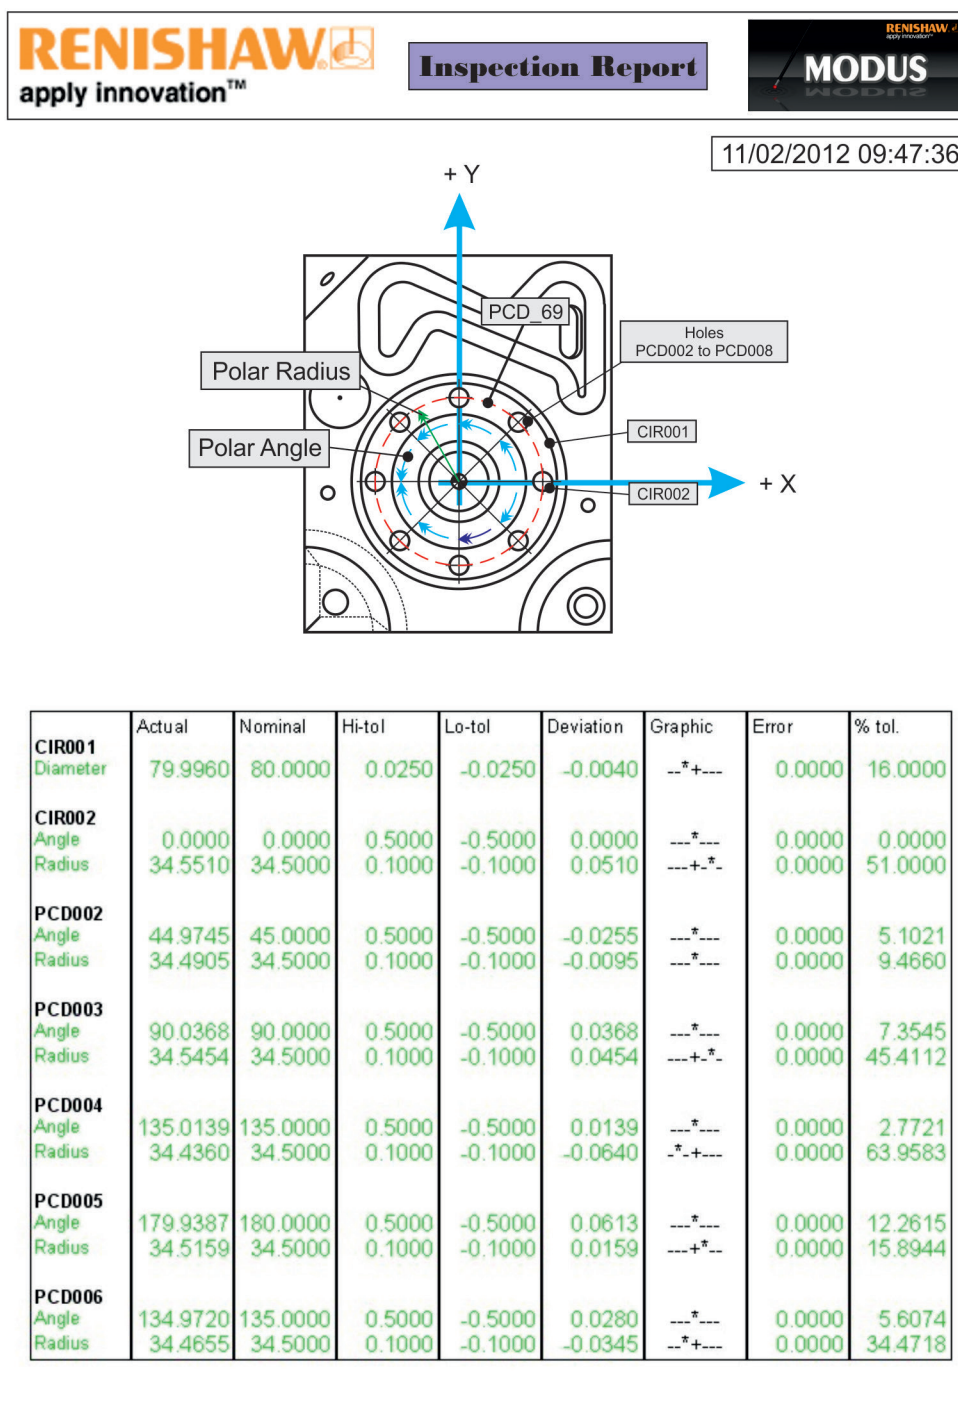 RENISHAW
apply innovation™
Inspection Report
RENISHAW
apply innovation™
MODUS
11/02/2012 09:47:36
+ Y
PCD_69
Holes
PCD002 to PCD008
Polar Radius
CIR001
Polar Angle
+ X
CIR002
Actual Nominal Hi-tol Lo-tol Deviation Graphic Error % tol.
CIR001
Diameter 79.9960 80.0000 0.0250 -0.0250 -0.0040 --*+--- 0.0000 16.0000
CIR002
Angle 0.0000 0.0000 0.5000 -0.5000 0.0000 ---*--- 0.0000 0.0000
Radius 34.5510 34.5000 0.1000 -0.1000 0.0510 ---+-*- 0.0000 51.0000
PCD002
Angle 44.9745 45.0000 0.5000 -0.5000 -0.0255 ---*--- 0.0000 5.1021
Radius 34.4905 34.5000 0.1000 -0.1000 -0.0095 ---*--- 0.0000 9.4660
PCD003
Angle 90.0368 90.0000 0.5000 -0.5000 0.0368 ---*--- 0.0000 7.3545
Radius 34.5454 34.5000 0.1000 -0.1000 0.0454 ---+-*- 0.0000 45.4112
PCD004
Angle 135.0139 135.0000 0.5000 -0.5000 0.0139 ---*--- 0.0000 2.7721
Radius 34.4360 34.5000 0.1000 -0.1000 -0.0640 -*-+--- 0.0000 63.9583
PCD005
Angle 179.9387 180.0000 0.5000 -0.5000 0.0613 ---*--- 0.0000 12.2615
Radius 34.5159 34.5000 0.1000 -0.1000 0.0159 ---+*-- 0.0000 15.8944
PCD006
Angle 134.9720 135.0000 0.5000 -0.5000 0.0280 ---*--- 0.0000 5.6074
Radius 34.4655 34.5000 0.1000 -0.1000 -0.0345 --*+--- 0.0000 34.4718